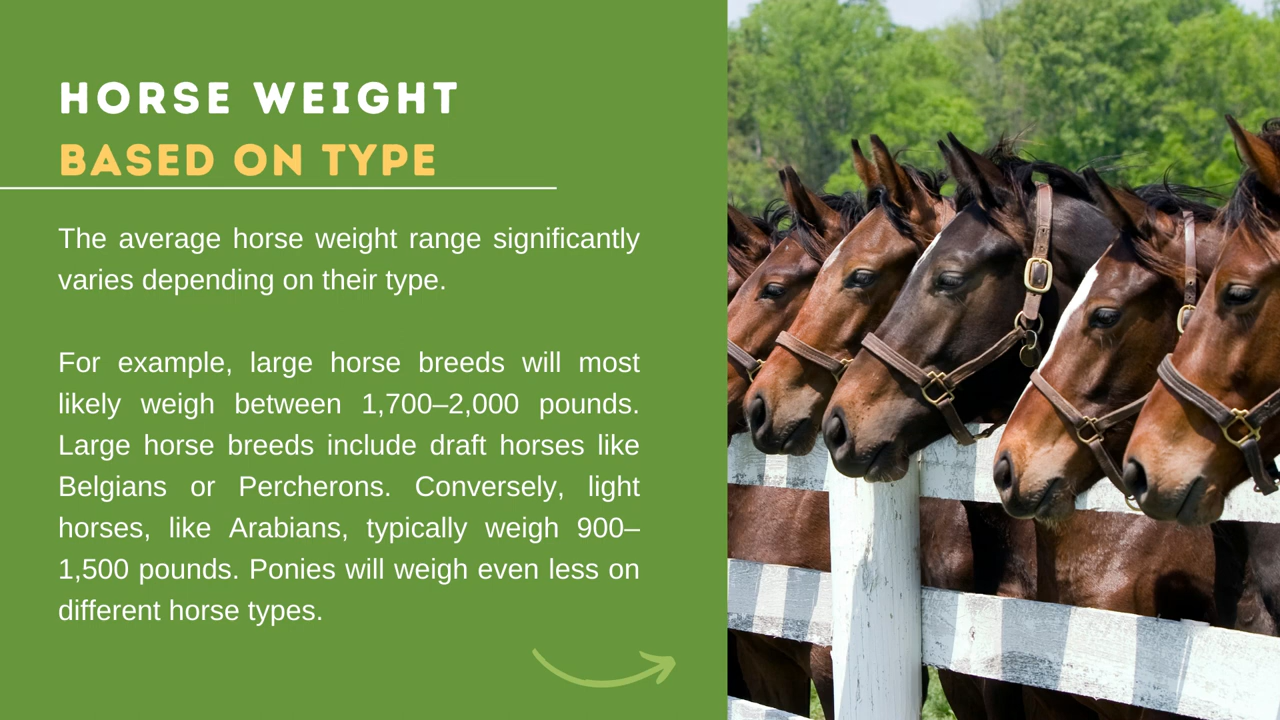 HORSE WEIGHT
BASED ON TYPE
The average horse weight range significantly
varies depending on their type.
For example, large horse breeds will most
likely weigh between 1,700–2,000 pounds.
Large horse breeds include draft horses like
Belgians or Percherons. Conversely, light
horses, like Arabians, typically weigh 900–
1,500 pounds. Ponies will weigh even less on
different horse types.